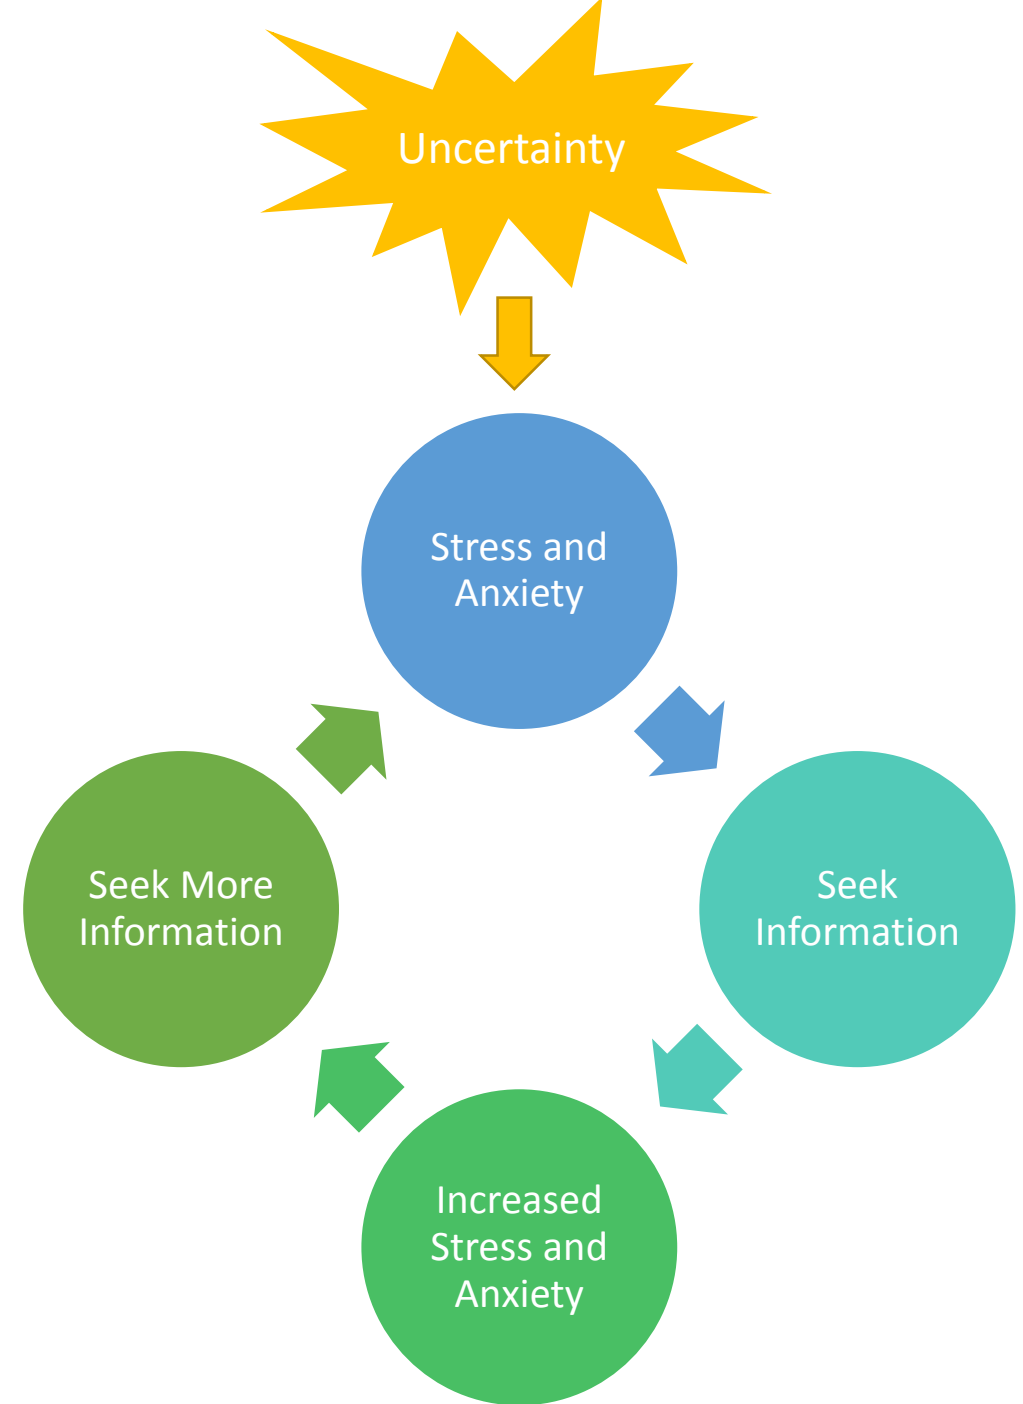 Uncertainty
Stress and
Anxiety
Seek More
Information
Seek
Information
Increased
Stress and
Anxiety